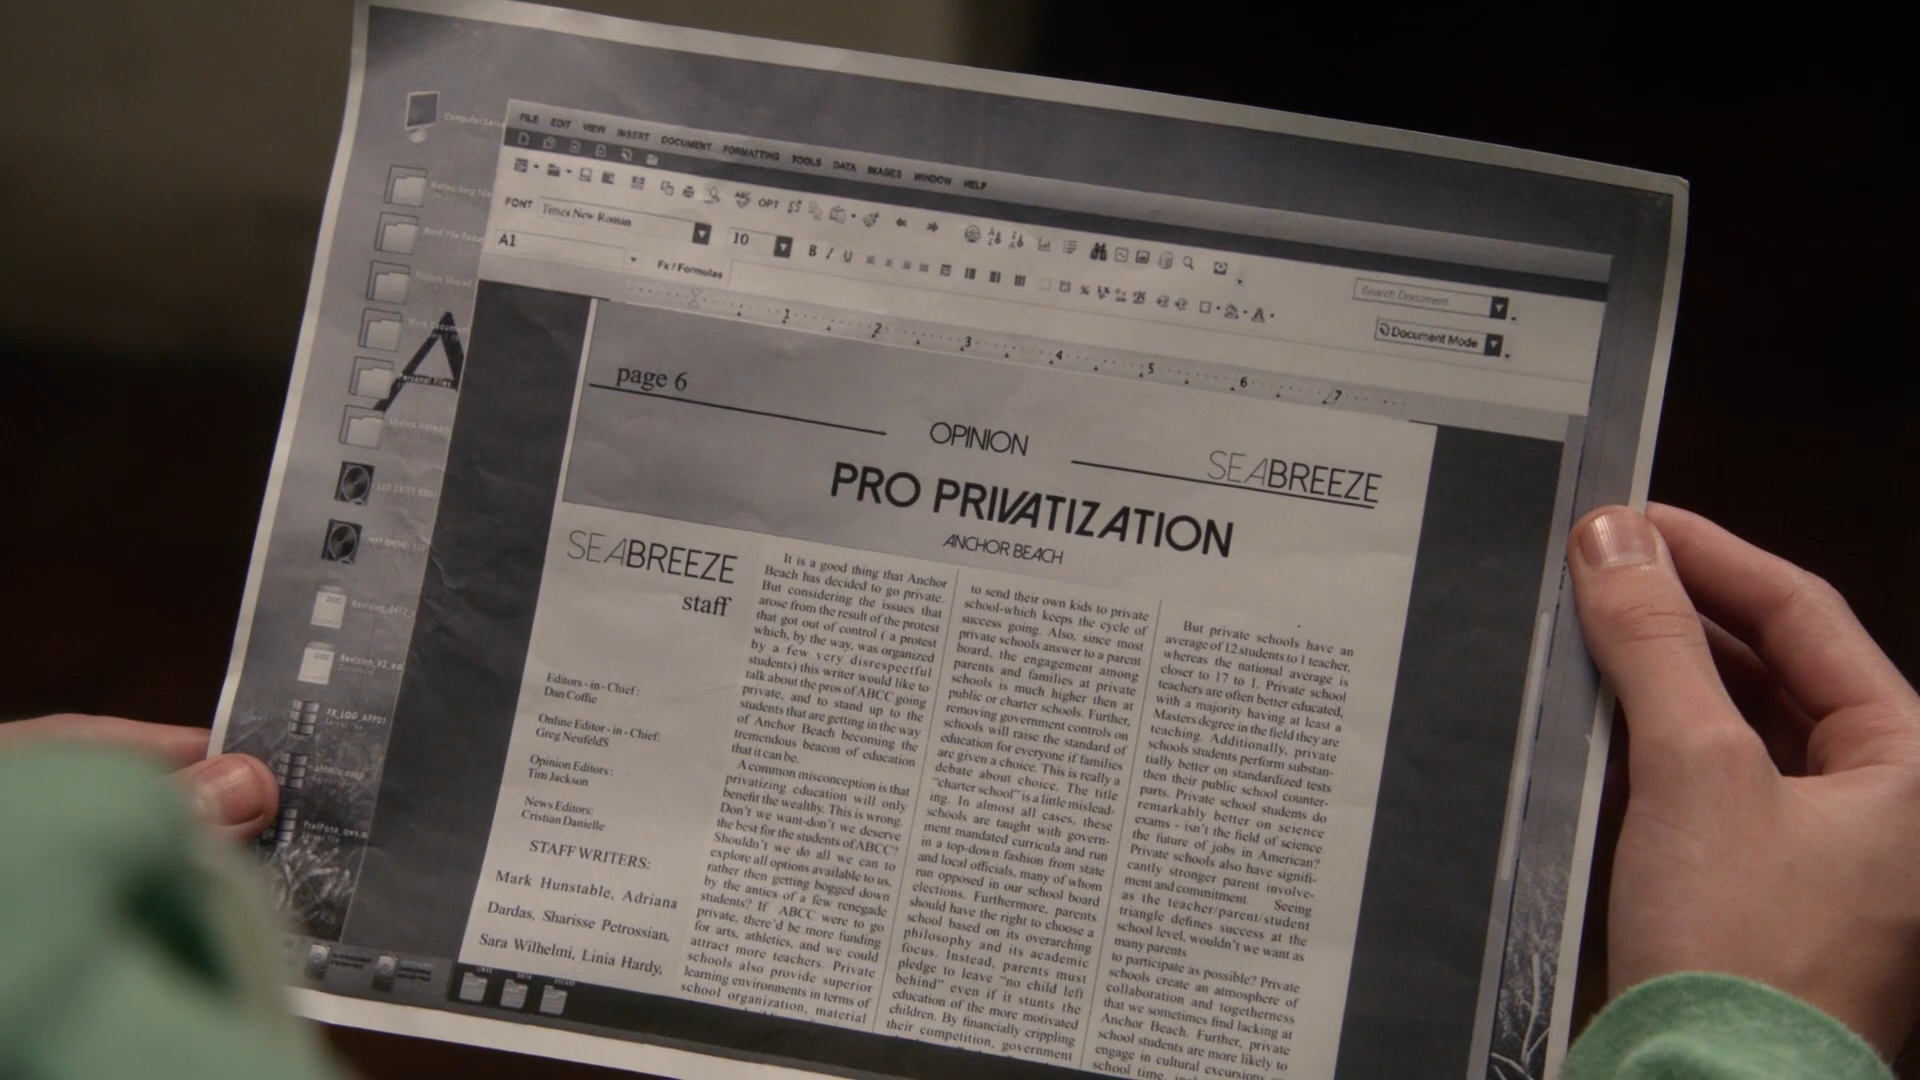 Computer Serve
FILE EDIT VIEW INSERT DOCUMENT FORMATTING TOOLS DATA IMAGES WINDOW HELP
ABC OPT
FONT Times New Roman 10 B I U
A1 Fx / Formulas
Search Document
Document Mode
1 2 3 4 5 6 7
Networking Files
Personal Files
DOC
DOC
FX_LOG_APPS1
page 6
OPINION
SEABREEZE
PRO PRIVATIZATION
ANCHOR BEACH
SEABREEZE
staff
Editors - in - Chief:
Dan Coffie
Online Editor - in - Chief:
Greg NeufeldS
Opinion Editors :
Tim Jackson
News Editors:
Cristian Danielle
STAFF WRITERS:
Mark Hunstable, Adriana
Dardas, Sharisse Petrossian,
Sara Wilhelmi, Linia Hardy,
It is a good thing that Anchor
Beach has decided to go private.
But considering the issues that
arose from the result of the protest
that got out of control ( a protest
which, by the way, was organized
by a few very disrespectful
students) this writer would like to
talk about the pros of ABCC going
private, and to stand up to the
students that are getting in the way
of Anchor Beach becoming the
tremendous beacon of education
that it can be.
A common misconception is that
privatizing education will only
benefit the wealthy. This is wrong.
Don't we want-don't we deserve
the best for the students of ABCC?
Shouldn't we do all we can to
explore all options available to us,
rather then getting bogged down
by the antics of a few renegade
students? If ABCC were to go
private, there'd be more funding
for arts, athletics, and we could
attract more teachers. Private
schools also provide superior
learning environments in terms of
school organization, material
to send their own kids to private
school-which keeps the cycle of
success going. Also, since most
private schools answer to a parent
board, the engagement among
parents and families at private
schools is much higher then at
public or charter schools. Further,
removing government controls on
schools will raise the standard of
education for everyone if families
are given a choice. This is really a
debate about choice. The title
"charter school" is a little mislead-
ing. In almost all cases, these
schools are taught with govern-
ment mandated curricula and run
in a top-down fashion from state
and local officials, many of whom
run opposed in our school board
elections. Furthermore, parents
should have the right to choose a
school based on its overarching
philosophy and its academic
focus. Instead, parents must
pledge to leave "no child left
behind" even if it stunts the
education of the more motivated
children. By financially crippling
their competition, government
But private schools have an
average of 12 students to 1 teacher,
whereas the national average is
closer to 17 to 1. Private school
teachers are often better educated,
with a majority having at least a
Masters degree in the field they are
teaching. Additionally, private
schools students perform substan-
tially better on standardized tests
then their public school counter-
parts. Private school students do
remarkably better on science
exams - isn't the field of science
the future of jobs in American?
Private schools also have signifi-
cantly stronger parent involve-
ment and commitment. Seeing
as the teacher/parent/student
triangle defines success at the
school level, wouldn't we want as
many parents
to participate as possible? Private
schools create an atmosphere of
collaboration and togetherness
that we sometimes find lacking at
Anchor Beach. Further, private
school students are more likely to
engage in cultural excursions
school time,